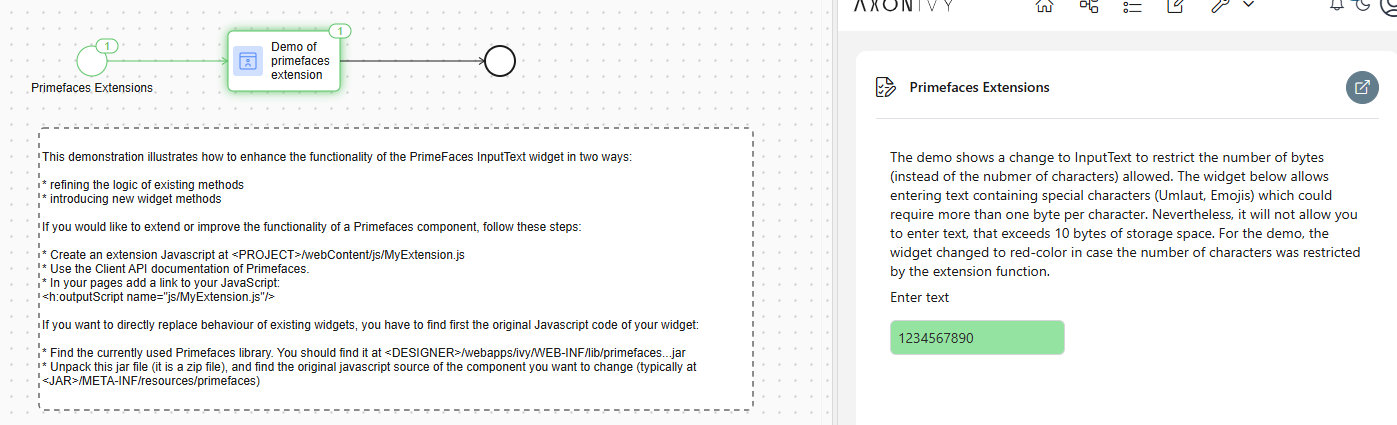 1
1
Demo of
primefaces
extension
Primefaces Extensions
This demonstration illustrates how to enhance the functionality of the PrimeFaces InputText widget in two ways:
* refining the logic of existing methods
* introducing new widget methods
If you would like to extend or improve the functionality of a Primefaces component, follow these steps:
* Create an extension Javascript at <PROJECT>/webContent/js/MyExtension.js
* Use the Client API documentation of Primefaces.
* In your pages add a link to your JavaScript:
<h:outputScript name="js/MyExtension.js"/>
If you want to directly replace behaviour of existing widgets, you have to find first the original Javascript code of your widget:
* Find the currently used Primefaces library. You should find it at <DESIGNER>/webapps/ivy/WEB-INF/lib/primefaces...jar
* Unpack this jar file (it is a zip file), and find the original javascript source of the component you want to change (typically at
<JAR>/META-INF/resources/primefaces)
AXONIVY
Primefaces Extensions
The demo shows a change to InputText to restrict the number of bytes
(instead of the nubmer of characters) allowed. The widget below allows
entering text containing special characters (Umlaut, Emojis) which could
require more than one byte per character. Nevertheless, it will not allow you
to enter text, that exceeds 10 bytes of storage space. For the demo, the
widget changed to red-color in case the number of characters was restricted
by the extension function.
Enter text
1234567890